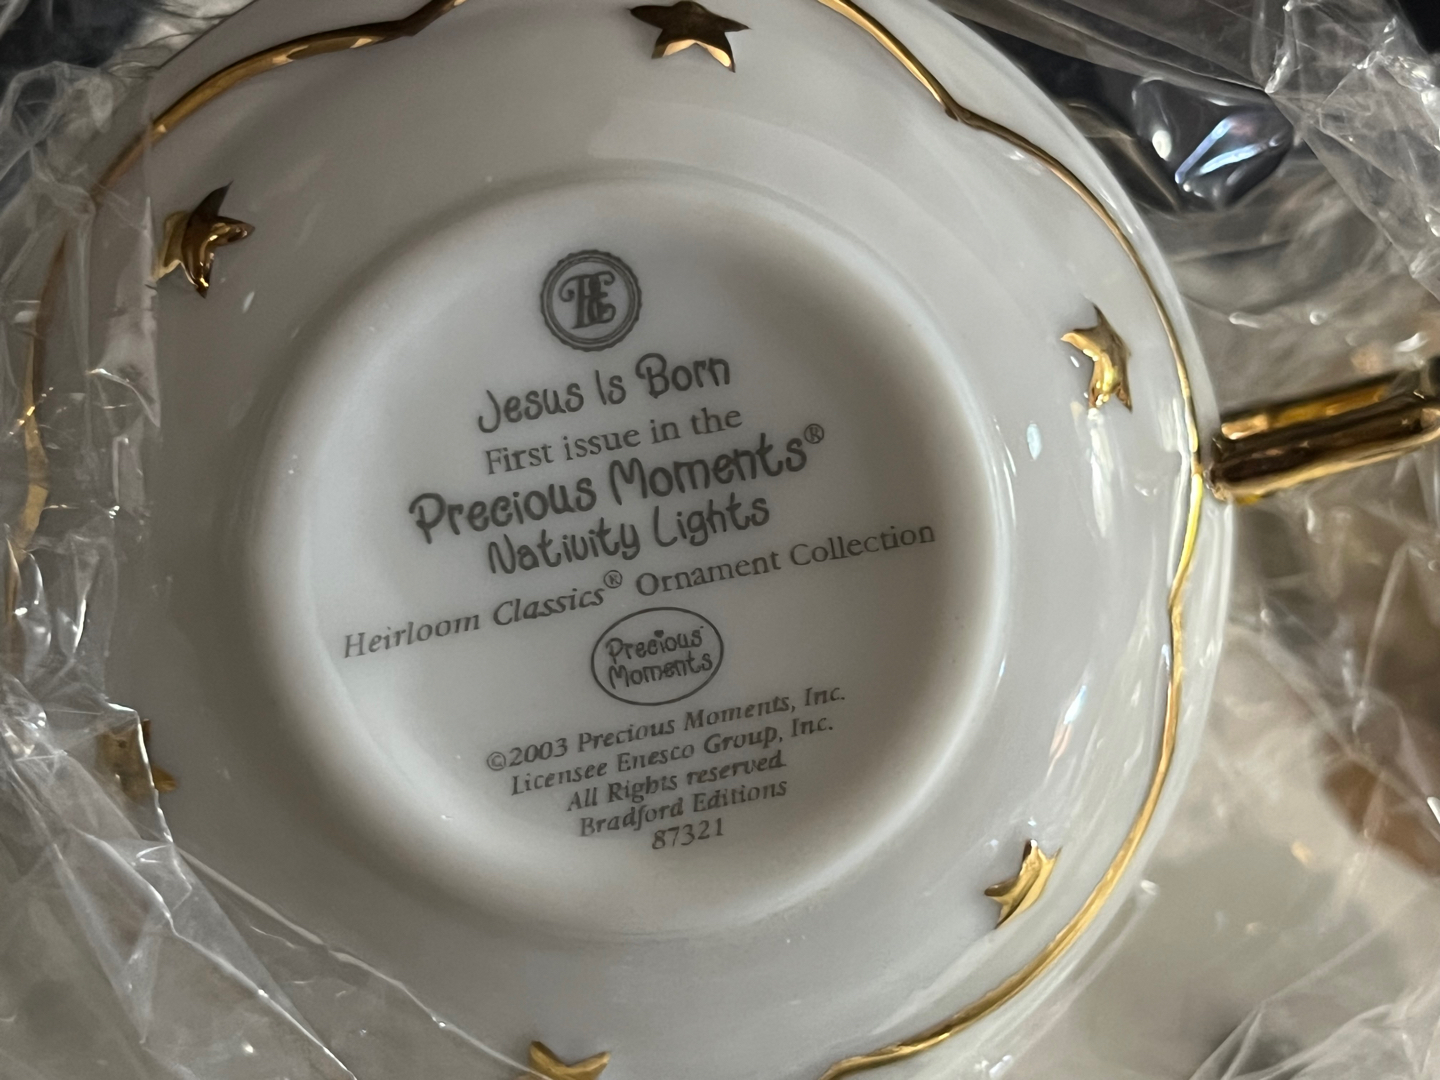 HE
Jesus Is Born
First issue in the
Precious Moments®
Nativity Lights
Heirloom Classics® Ornament Collection
Precious
Moments
©2003 Precious Moments, Inc.
Licensee Enesco Group, Inc.
All Rights reserved
Bradford Editions
87321